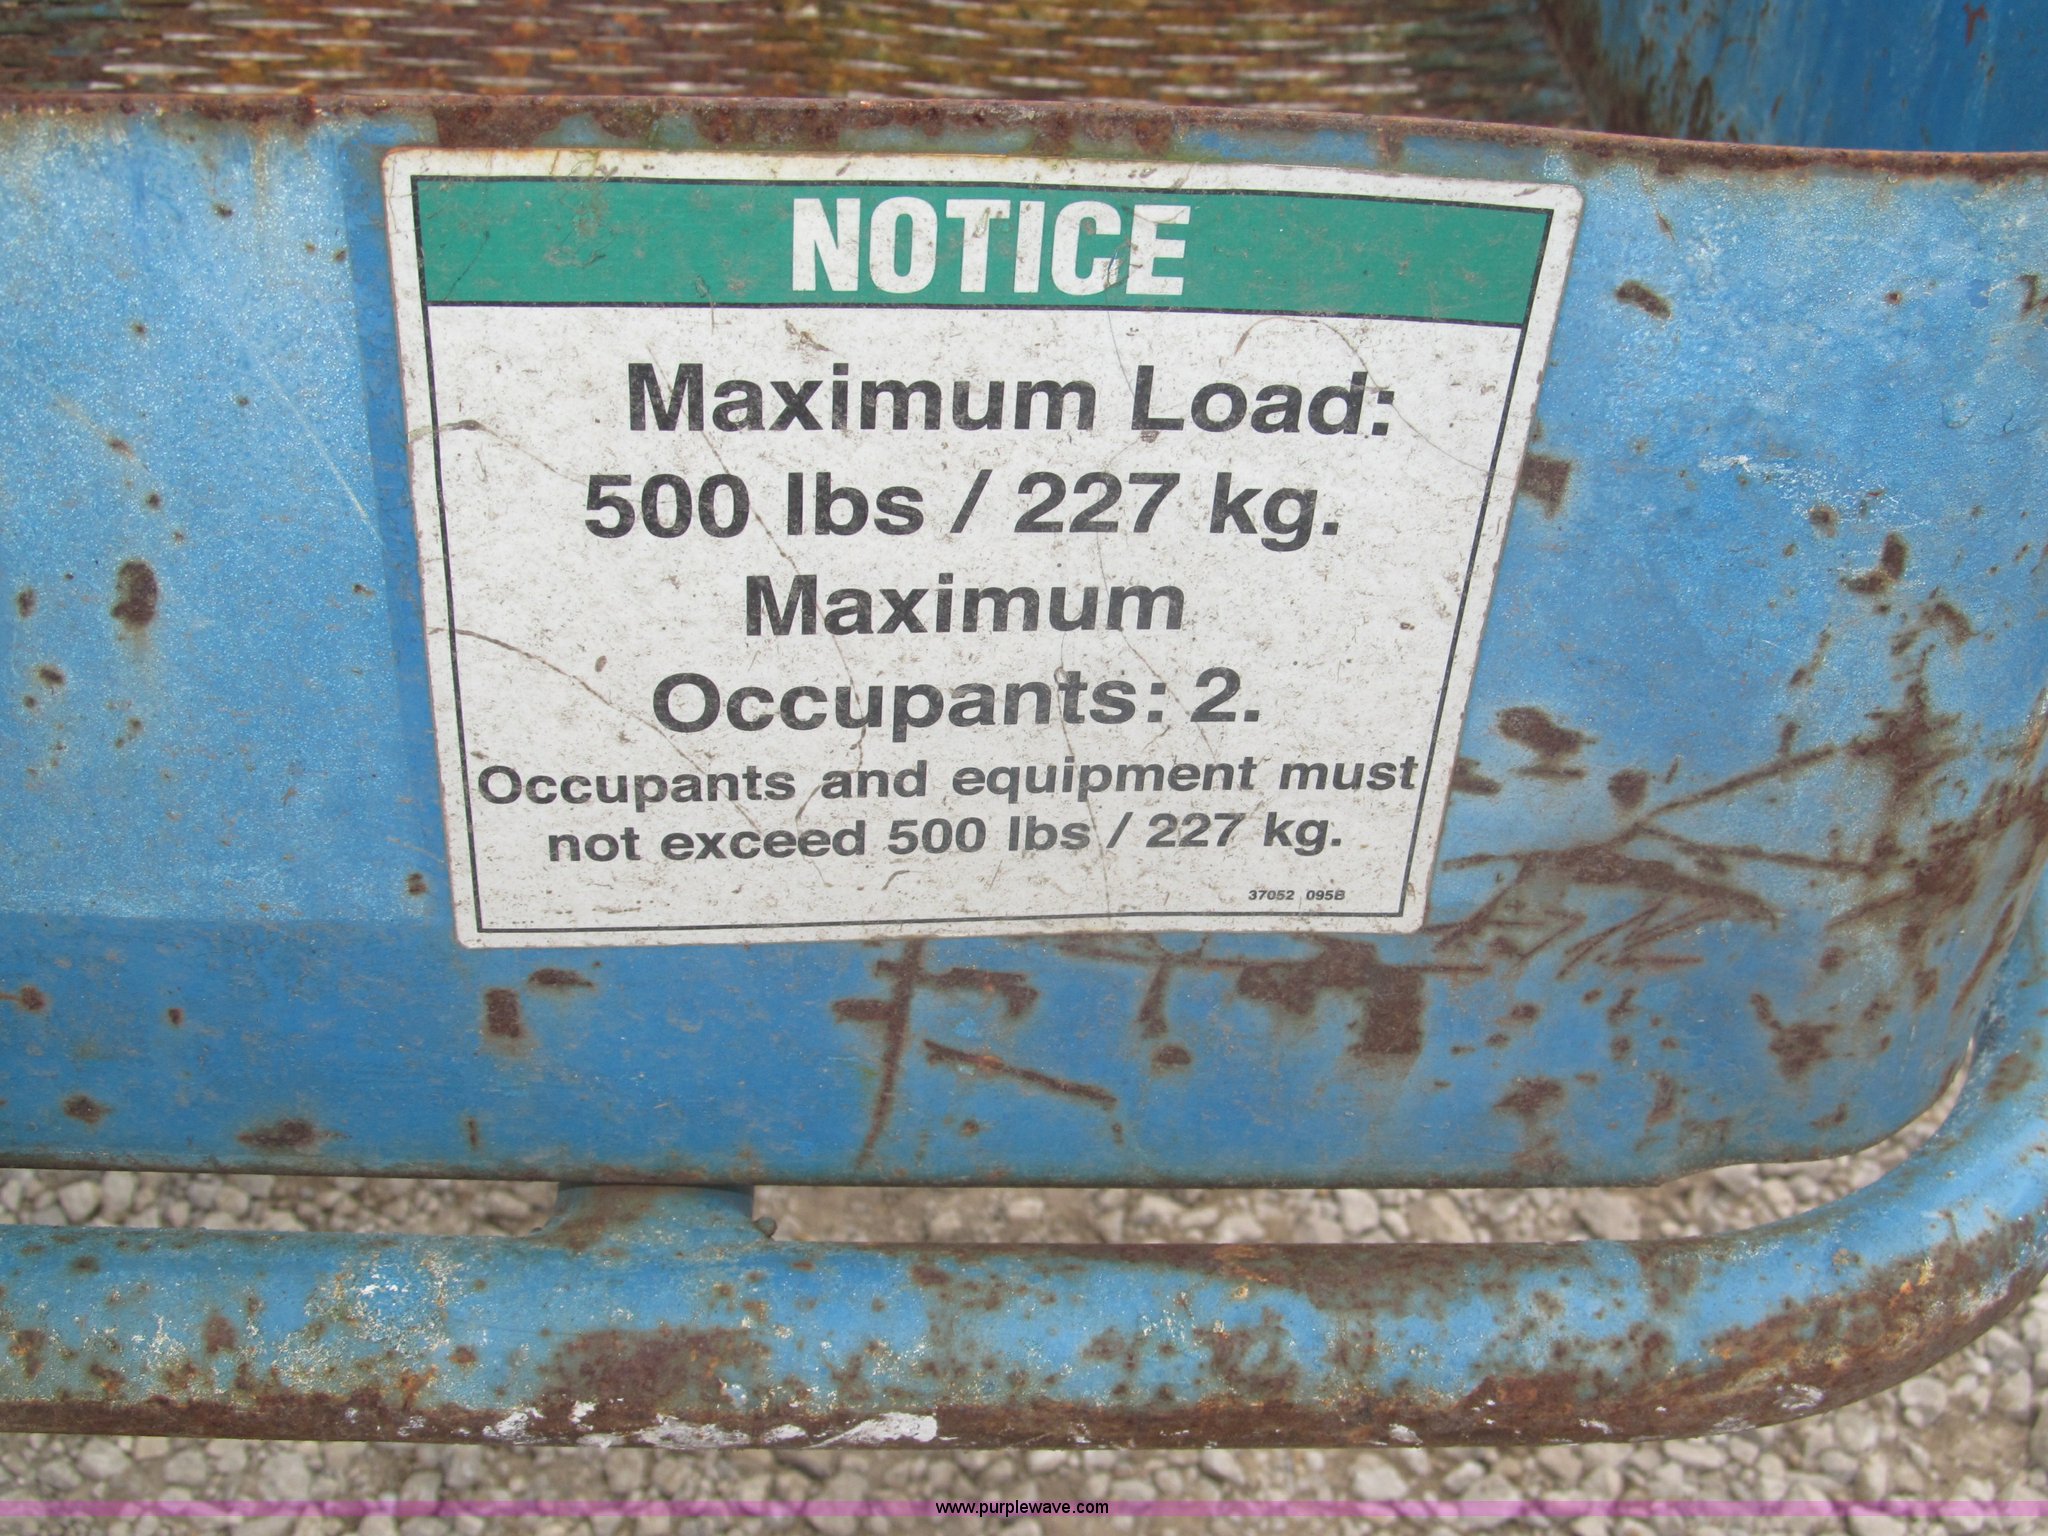 NOTICE
Maximum Load:
500 lbs / 227 kg.
Maximum
Occupants: 2.
Occupants and equipment must
not exceed 500 lbs / 227 kg.
37052 095B
www.purplewave.com